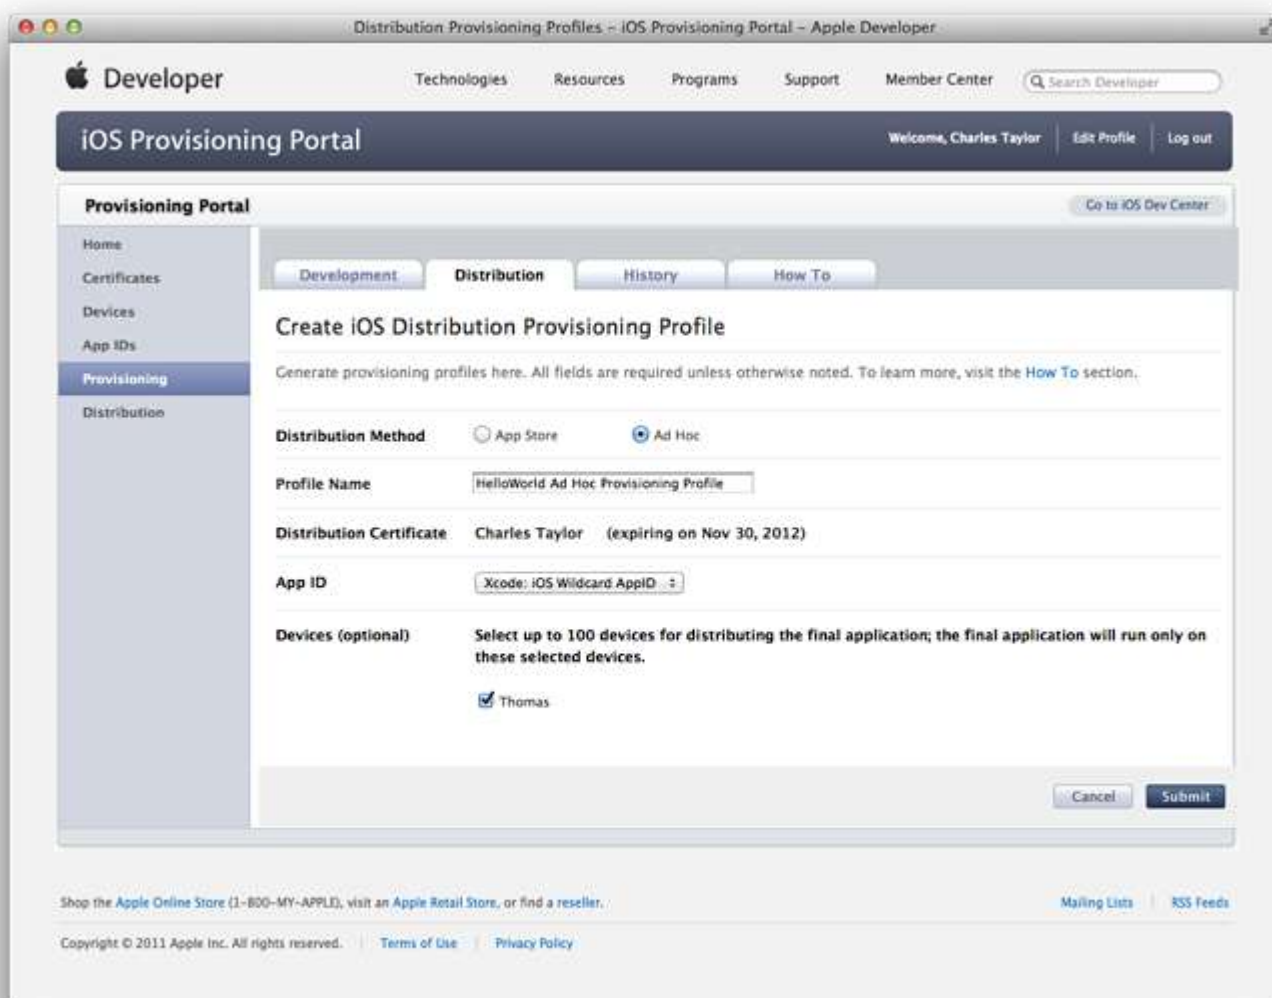 Distribution Provisioning Profiles – iOS Provisioning Portal – Apple Developer
Developer
Technologies Resources Programs Support Member Center Search Developer
iOS Provisioning Portal
Welcome, Charles Taylor Edit Profile Log out
Provisioning Portal
Go to iOS Dev Center
Home
Certificates
Devices
App IDs
Provisioning
Distribution
Development Distribution History How To
Create iOS Distribution Provisioning Profile
Generate provisioning profiles here. All fields are required unless otherwise noted. To learn more, visit the How To section.
Distribution Method App Store Ad Hoc
Profile Name HelloWorld Ad Hoc Provisioning Profile
Distribution Certificate Charles Taylor (expiring on Nov 30, 2012)
App ID Xcode: iOS Wildcard AppID
Devices (optional) Select up to 100 devices for distributing the final application; the final application will run only on
these selected devices.
Thomas
Cancel Submit
Shop the Apple Online Store (1-800-MY-APPLE), visit an Apple Retail Store, or find a reseller.
Mailing Lists RSS Feeds
Copyright © 2011 Apple Inc. All rights reserved. Terms of Use Privacy Policy